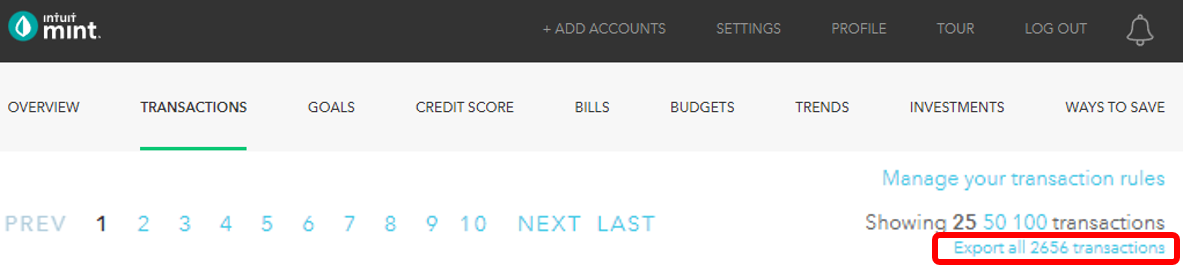 intuit
mint.
+ ADD ACCOUNTS SETTINGS PROFILE TOUR LOG OUT
OVERVIEW TRANSACTIONS GOALS CREDIT SCORE BILLS BUDGETS TRENDS INVESTMENTS WAYS TO SAVE
Manage your transaction rules
PREV 1 2 3 4 5 6 7 8 9 10 NEXT LAST
Showing 25 50 100 transactions
Export all 2656 transactions